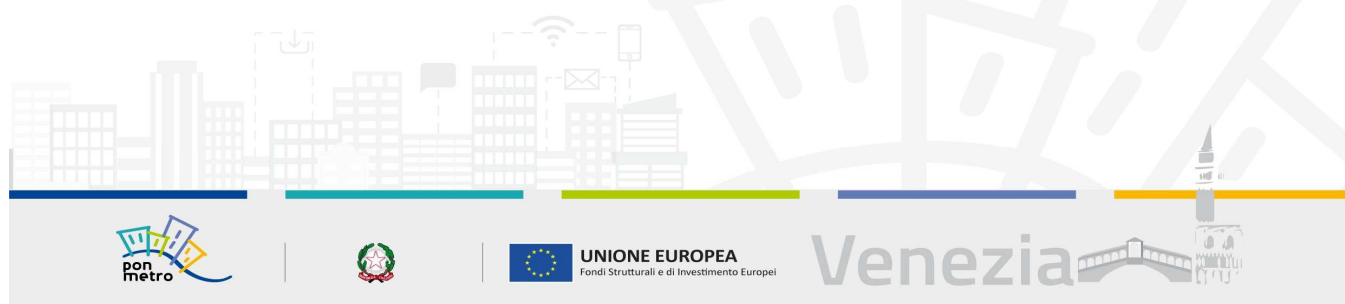 pon
metro
UNIONE EUROPEA
Fondi Strutturali e di Investimento Europei
Venezia